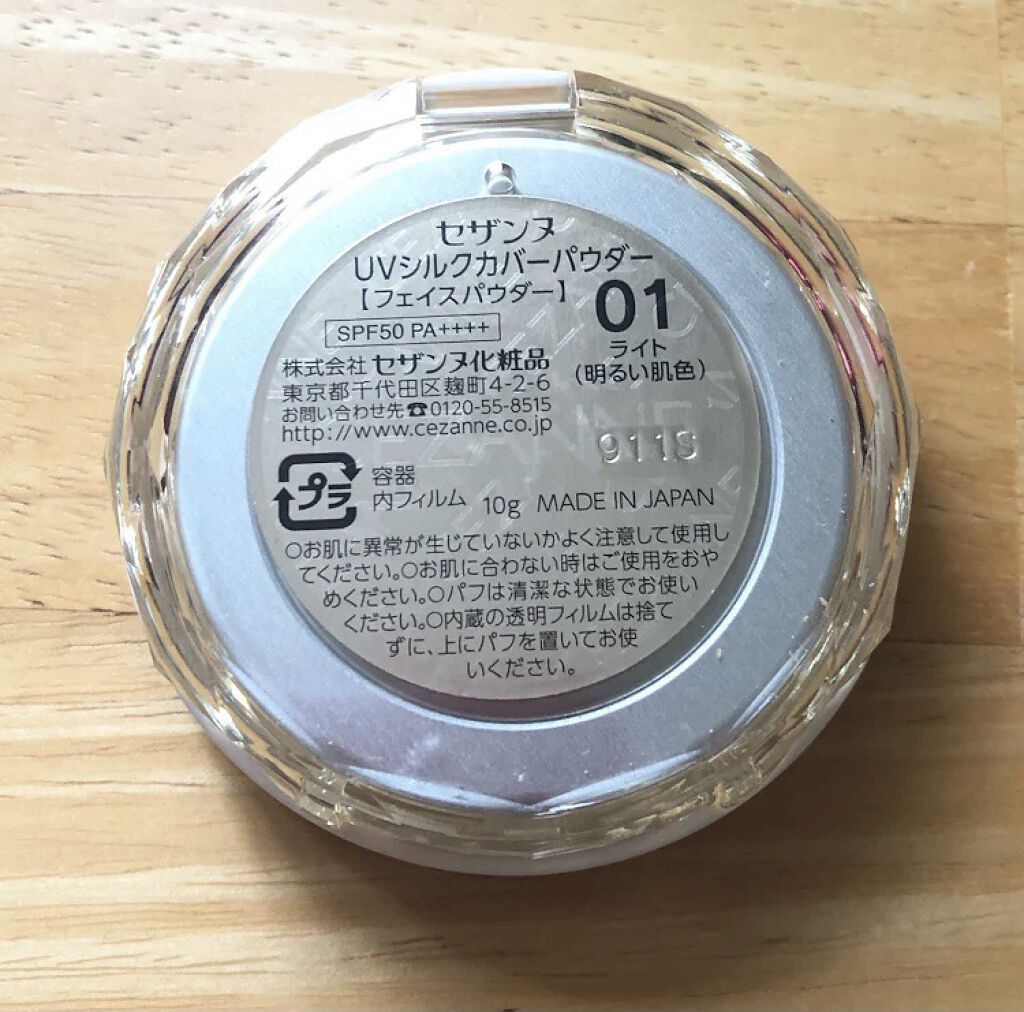 セザンヌ
UVシルクカバーパウダー
【フェイスパウダー】
01
SPF50 PA++++
ライト
(明るい肌色)
株式会社 セザンヌ化粧品
東京都千代田区麹町4-2-6
お問い合わせ先☎0120-55-8515
http://www.cezanne.co.jp
911S
プラ
容器
内フィルム 10g MADE IN JAPAN
○お肌に異常が生じていないかよく注意して使用し
てください。○お肌に合わない時はご使用をおや
めください。○パフは清潔な状態でお使い
ください。○内蔵の透明フィルムは捨て
ずに、上にパフを置いてお使
いください。